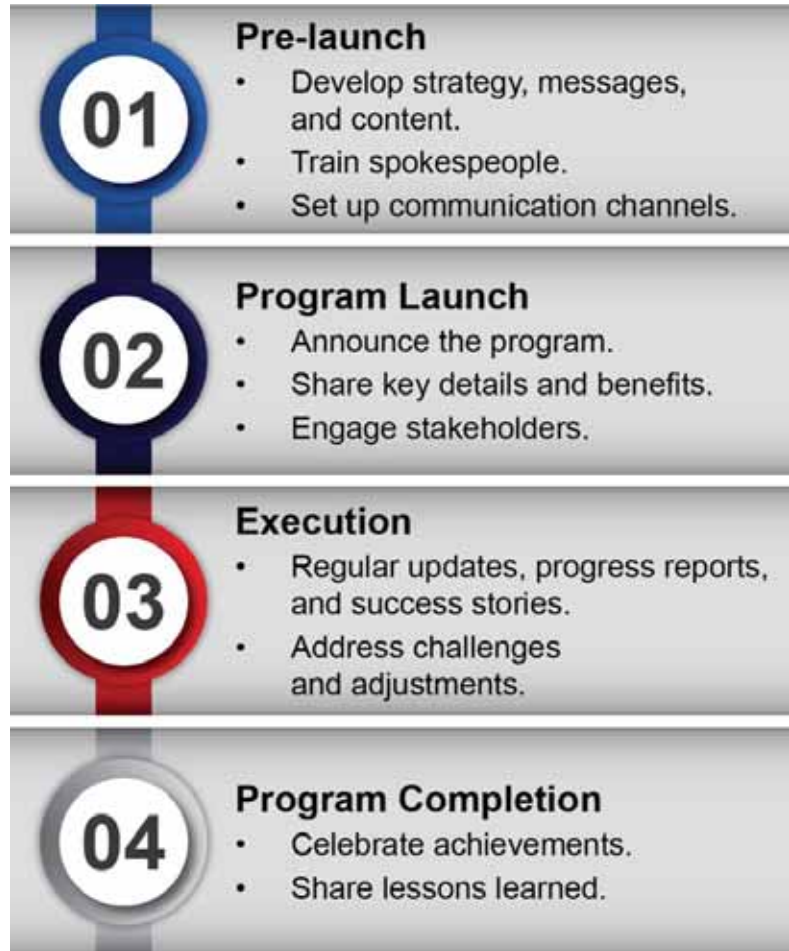 01
Pre-launch
• Develop strategy, messages,
and content.
• Train spokespeople.
• Set up communication channels.
02
Program Launch
• Announce the program.
• Share key details and benefits.
• Engage stakeholders.
03
Execution
• Regular updates, progress reports,
and success stories.
• Address challenges
and adjustments.
04
Program Completion
• Celebrate achievements.
• Share lessons learned.